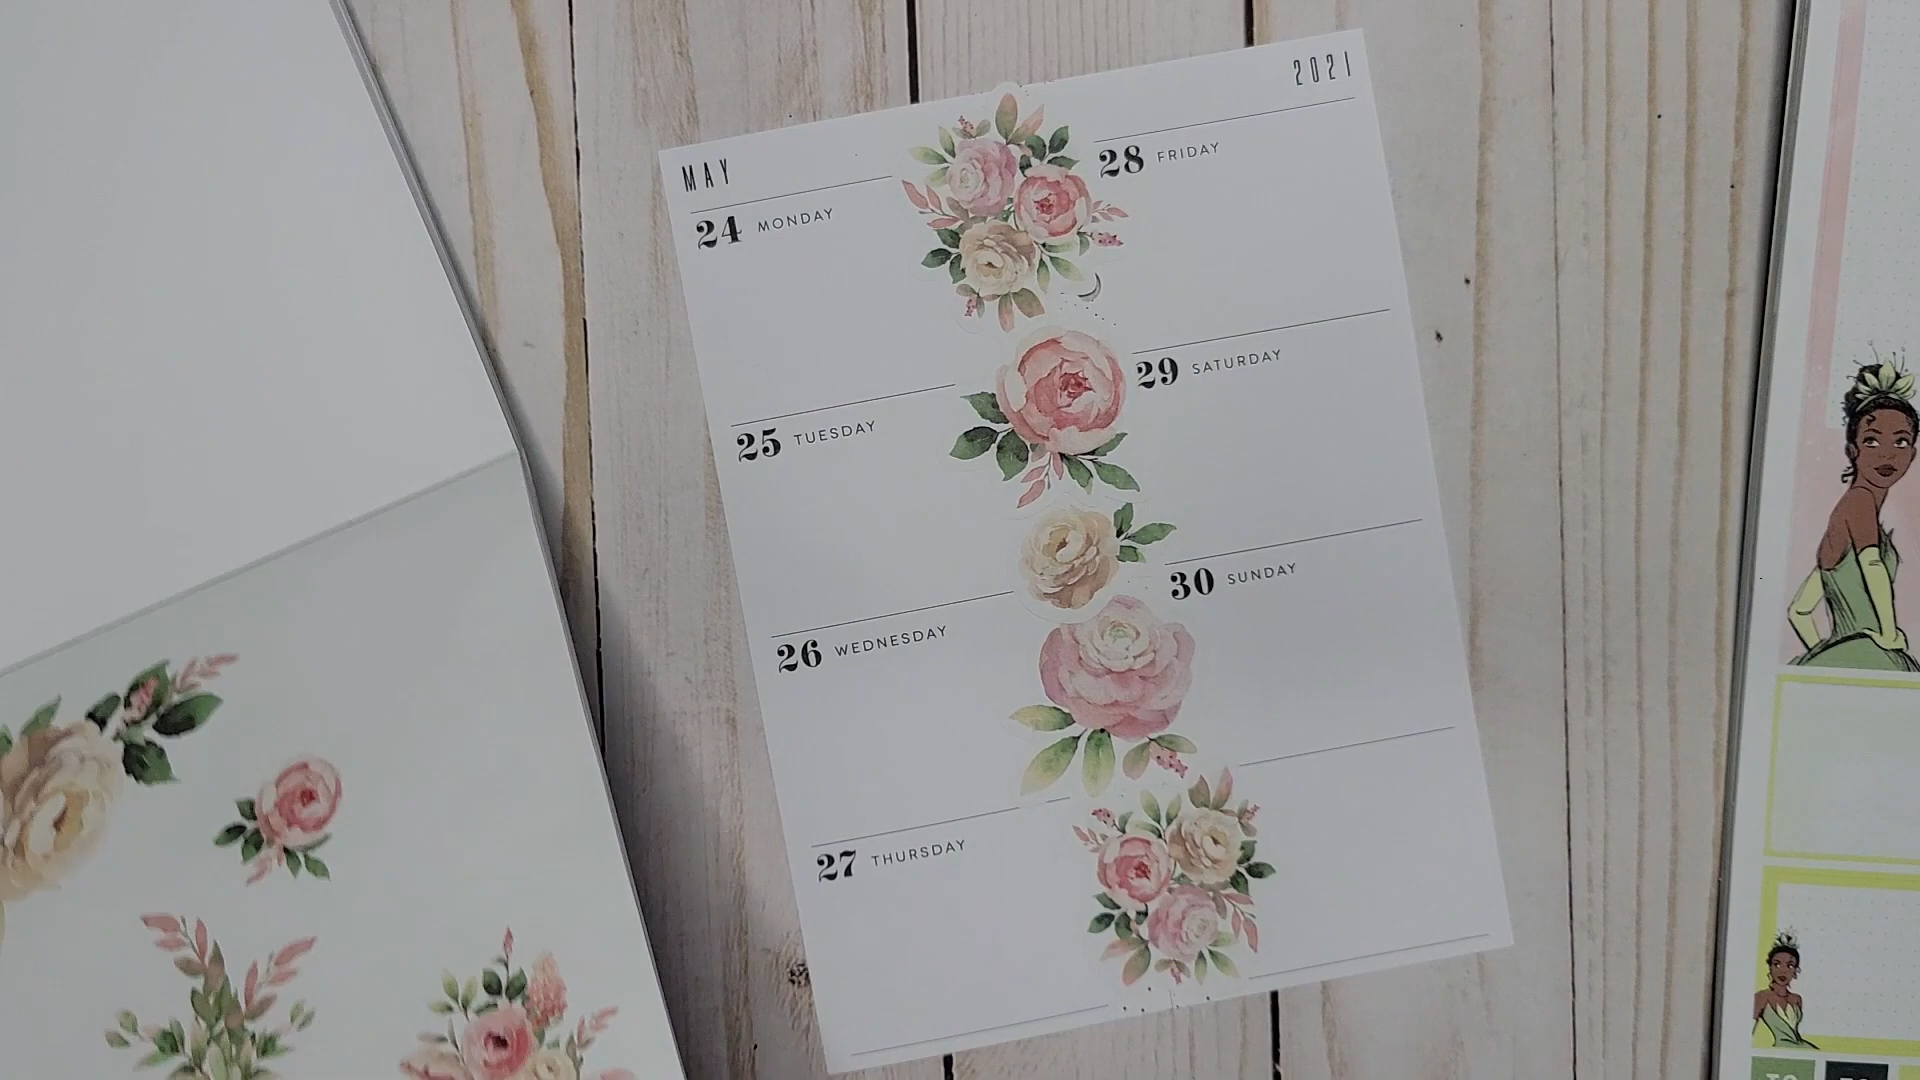 MAY
2021
24 MONDAY
25 TUESDAY
26 WEDNESDAY
27 THURSDAY
28 FRIDAY
29 SATURDAY
30 SUNDAY